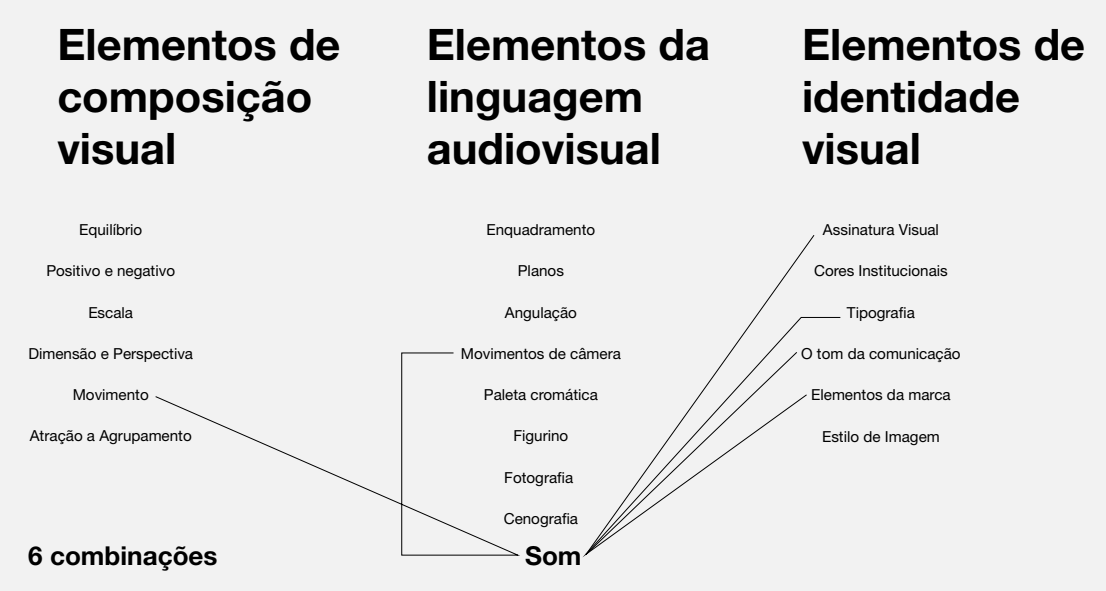 Elementos de
composição
visual
Equilíbrio
Positivo e negativo
Escala
Dimensão e Perspectiva
Movimento
Atração a Agrupamento
6 combinações
Elementos da
linguagem
audiovisual
Enquadramento
Planos
Angulação
Movimentos de câmera
Paleta cromática
Figurino
Fotografia
Cenografia
Som
Elementos de
identidade
visual
Assinatura Visual
Cores Institucionais
Tipografia
O tom da comunicação
Elementos da marca
Estilo de Imagem